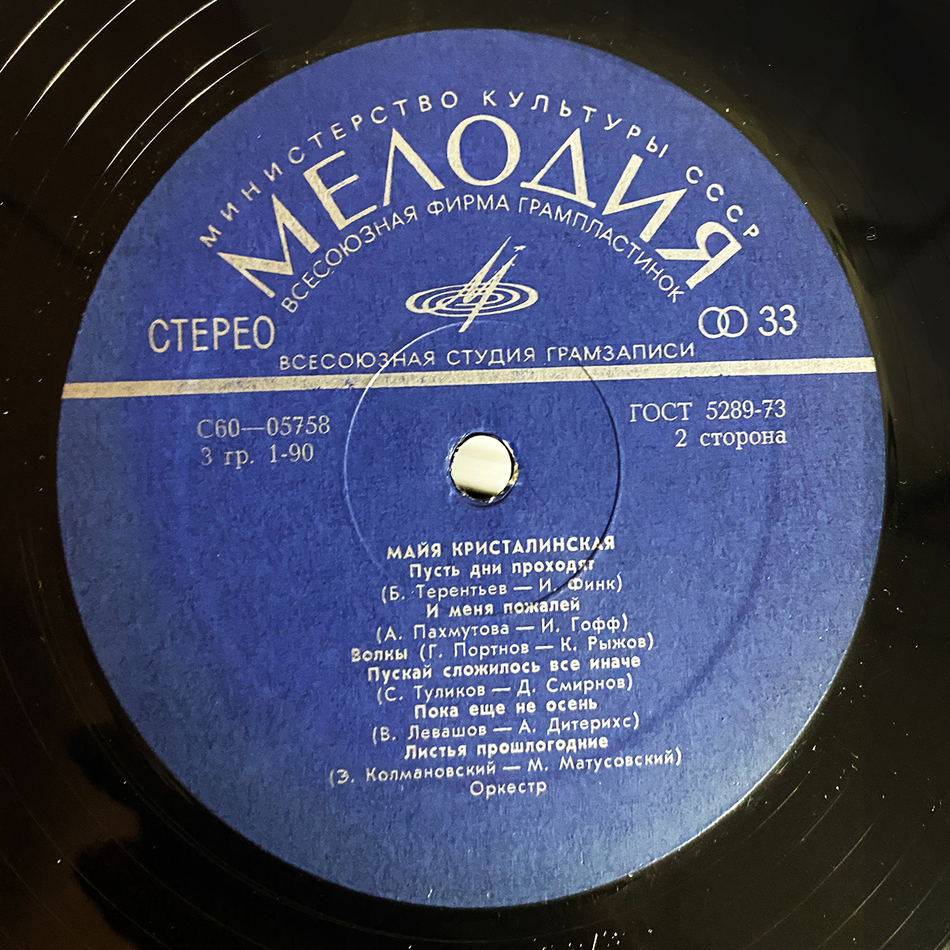 МИНИСТЕРСТВО КУЛЬТУРЫ СССР
МЕЛОДИЯ
ВСЕСОЮЗНАЯ ФИРМА ГРАМПЛАСТИНОК
СТЕРЕО
33
ВСЕСОЮЗНАЯ СТУДИЯ ГРАМЗАПИСИ
С60—05758
3 гр. 1-90
ГОСТ 5289-73
2 сторона
МАЙЯ КРИСТАЛИНСКАЯ
Пусть дни проходят
(Б. Терентьев — И. Финк)
И меня пожалей
(А. Пахмутова — И. Гофф)
Волкы (Г. Портнов — К. Рыжов)
Пускай сложилось все иначе
(С. Туликов — Д. Смирнов)
Пока еще не осень
(В. Левашов — А. Дитерихс)
Листья прошлогодние
(Э. Колмановский — М. Матусовский)
Оркестр